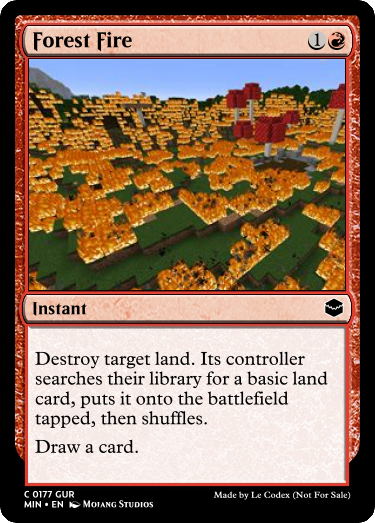 Forest Fire 1
Instant
Destroy target land. Its controller
searches their library for a basic land
card, puts it onto the battlefield
tapped, then shuffles.
Draw a card.
C 0177 GUR
MIN • EN Mojang Studios
Made by Le Codex (Not For Sale)